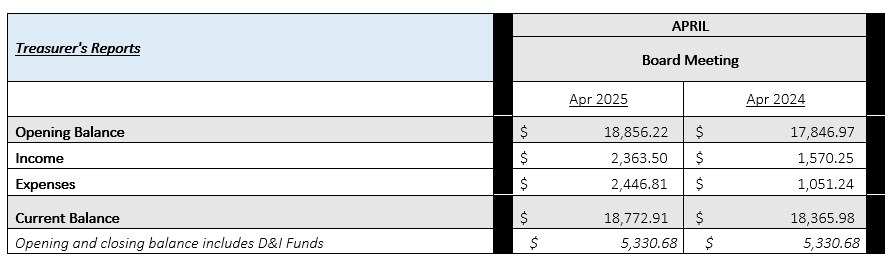 APRIL
Treasurer's Reports
Board Meeting
Apr 2025 Apr 2024
Opening Balance $ 18,856.22 $ 17,846.97
Income $ 2,363.50 $ 1,570.25
Expenses $ 2,446.81 $ 1,051.24
Current Balance $ 18,772.91 $ 18,365.98
Opening and closing balance includes D&I Funds $ 5,330.68 $ 5,330.68